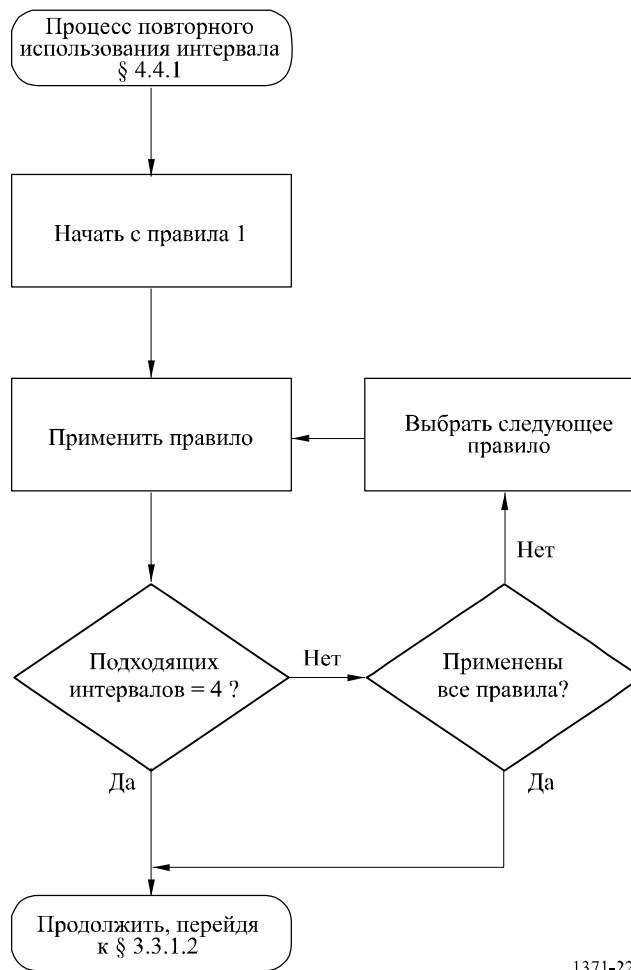 Процесс повторного
использования интервала
§ 4.4.1
Начать с правила 1
Применить правило
Выбрать следующее
правило
Нет
Подходящих
интервалов = 4 ?
Нет
Применены
все правила?
Да
Да
Продолжить, перейдя
к § 3.3.1.2
1371-22